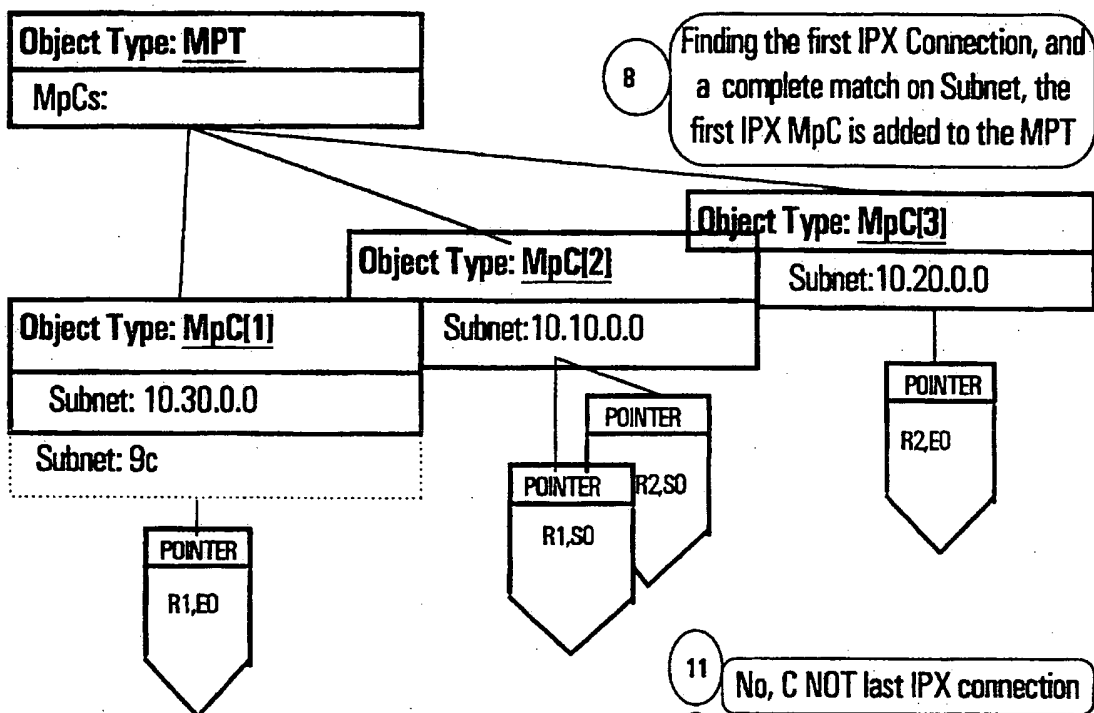 Object Type: MPT
MpCs:
8
Finding the first IPX Connection, and
a complete match on Subnet, the
first IPX MpC is added to the MPT
Object Type: MpC[3]
Subnet:10.20.0.0
Object Type: MpC[2]
Subnet:10.10.0.0
Object Type: MpC[1]
Subnet: 10.30.0.0
Subnet: 9c
POINTER
R2,E0
POINTER
R2,S0
POINTER
R1,S0
POINTER
R1,E0
11
No, C NOT last IPX connection